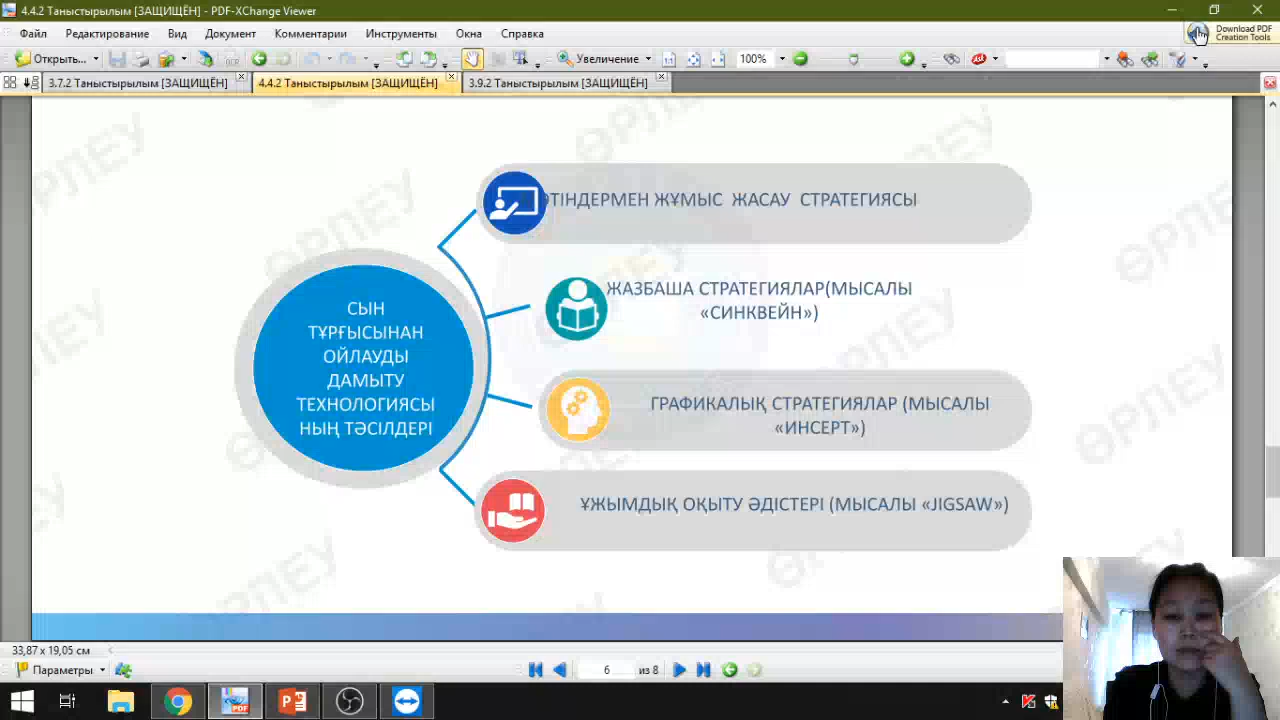 4.4.2 Таныстырылым [ЗАЩИЩЁН] - PDF-XChange Viewer
Файл Редактирование Вид Документ Комментарии Инструменты Окна Справка
Download PDF
Creation Tools
Открыть... Увеличение 100%
3.7.2 Таныстырылым [ЗАЩИЩЁН] 4.4.2 Таныстырылым [ЗАЩИЩЁН] 3.9.2 Таныстырылым [ЗАЩИЩЁН]
СЫН
ТҰРҒЫСЫНАН
ОЙЛАУДЫ
ДАМЫТУ
ТЕХНОЛОГИЯСЫ
НЫҢ ТӘСІЛДЕРІ
ӘТІНДЕРМЕН ЖҰМЫС ЖАСАУ СТРАТЕГИЯСЫ
ЖАЗБАША СТРАТЕГИЯЛАР(МЫСАЛЫ
«СИНКВЕЙН»)
ГРАФИКАЛЫҚ СТРАТЕГИЯЛАР (МЫСАЛЫ
«ИНСЕРТ»)
ҰЖЫМДЫҚ ОҚЫТУ ӘДІСТЕРІ (МЫСАЛЫ «JIGSAW»)
ӨРЛЕУ
33,87 x 19,05 см
Параметры 6 из 8